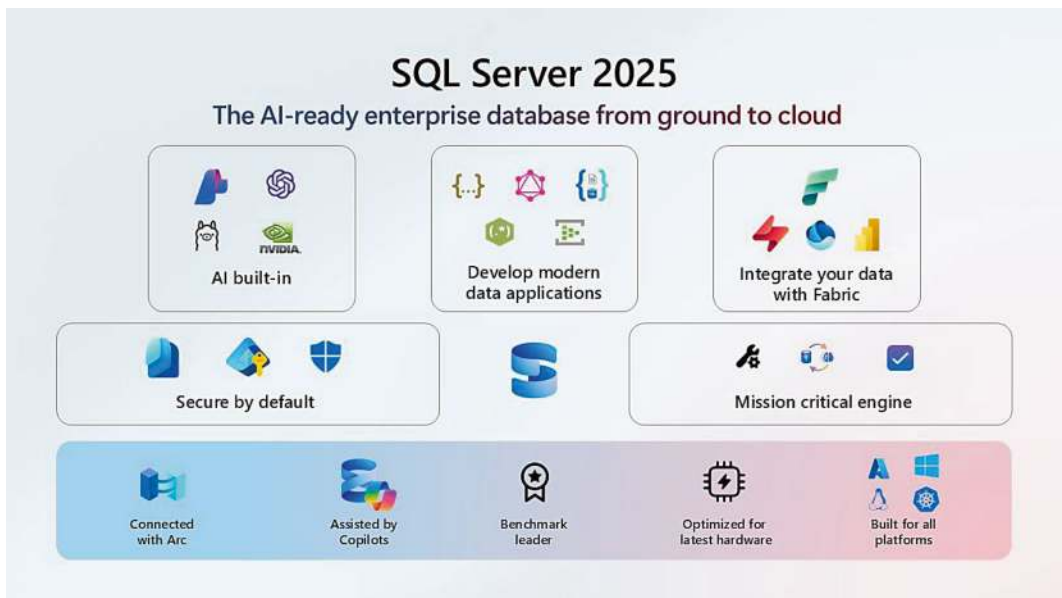 SQL Server 2025
The AI-ready enterprise database from ground to cloud
{...}
NVIDIA.
AI built-in
Develop modern
data applications
Integrate your data
with Fabric
Secure by default
Mission critical engine
Connected
with Arc
Assisted by
Copilots
Benchmark
leader
Optimized for
latest hardware
Built for all
platforms